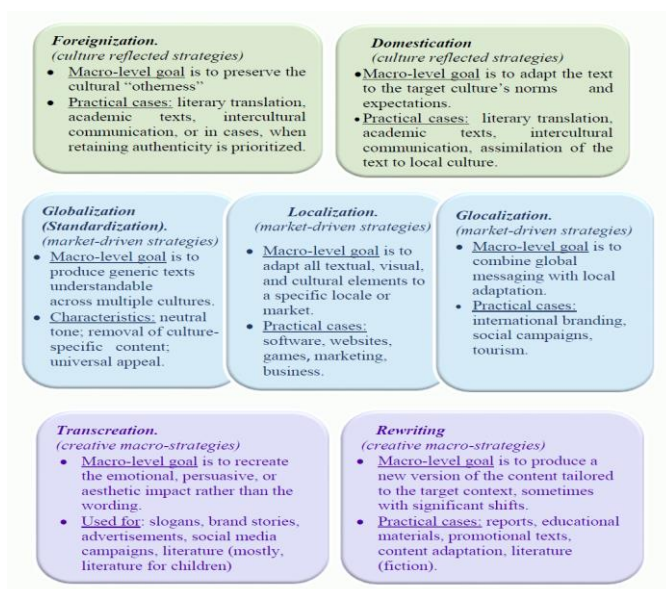 Foreignization.
(culture reflected strategies)
• Macro-level goal is to preserve the
cultural “otherness”
• Practical cases: literary translation,
academic texts, intercultural
communication, or in cases, when
retaining authenticity is prioritized.
Domestication
(culture reflected strategies)
•Macro-level goal is to adapt the text
to the target culture’s norms and
expectations.
•Practical cases: literary translation,
academic texts, intercultural
communication, assimilation of the
text to local culture.
Globalization
(Standardization).
(market-driven strategies)
• Macro-level goal is to
produce generic texts
understandable
across multiple cultures.
• Characteristics: neutral
tone; removal of culture-
specific content;
universal appeal.
Localization.
(market-driven strategies)
• Macro-level goal is to
adapt all textual, visual,
and cultural elements to
a specific locale or
market.
• Practical cases:
software, websites,
games, marketing,
business.
Glocalization.
(market-driven strategies)
• Macro-level goal is to
combine global
messaging with local
adaptation.
• Practical cases:
international branding,
social campaigns,
tourism.
Transcreation.
(creative macro-strategies)
• Macro-level goal is to recreate
the emotional, persuasive, or
aesthetic impact rather than the
wording.
• Used for: slogans, brand stories,
advertisements, social media
campaigns, literature (mostly,
literature for children)
Rewriting
(creative macro-strategies)
• Macro-level goal is to produce a
new version of the content tailored
to the target context, sometimes
with significant shifts.
• Practical cases: reports, educational
materials, promotional texts,
content adaptation, literature
(fiction).